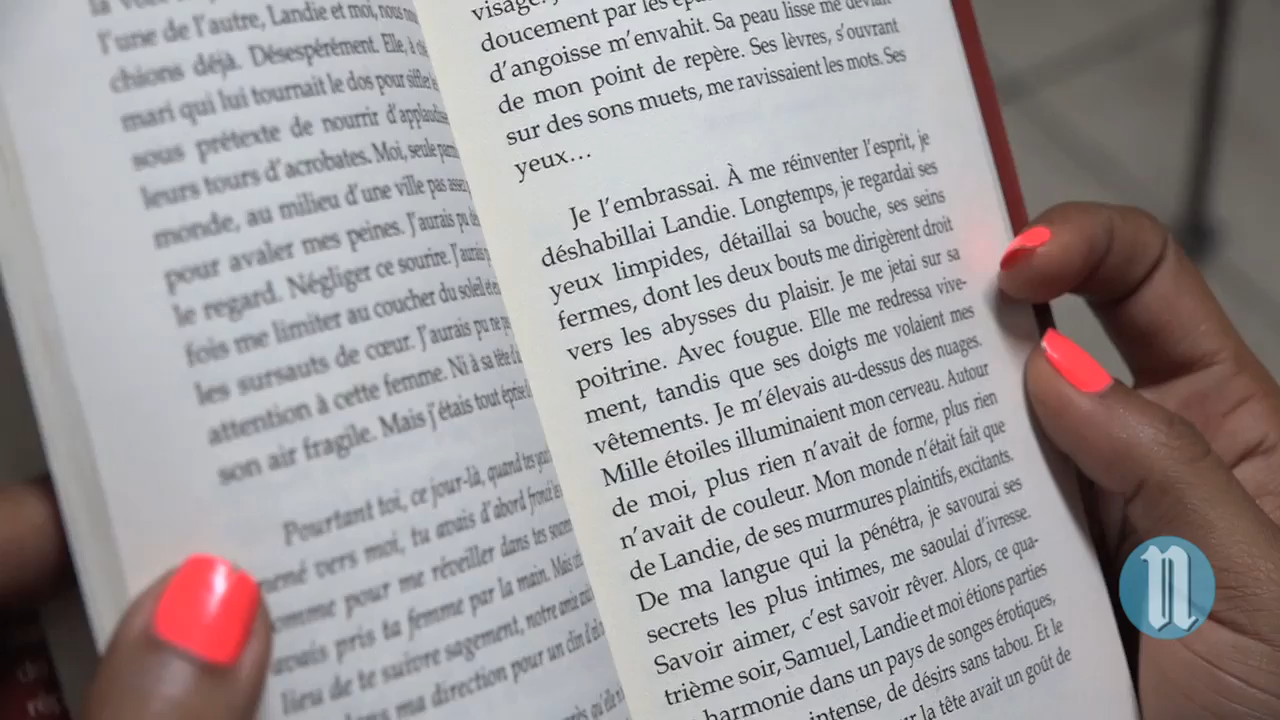 l'une de l'autre, Landie et moi, nous
chions déjà. Désespérément. Elle, à
mari qui lui tournait le dos pour siffler
sous prétexte de nourrir
leurs tours d'acrobates. Moi, seule
monde, au milieu d'une ville pas
pour avaler mes peines. J'aurais pu
le regard. Négliger ce sourire.
fois me limiter au coucher du soleil
les sursauts de cœur. J'aurais pu ne
attention à cette femme. Ni à sa
son air fragile. Mais j'étais tout
Pourtant toi, ce jour-là, quand tes
vers moi, tu avais d'abord
comme pour me réveiller dans tes
avais pris ta femme par la main. Mais
lieu de te suivre sagement, notre
ma direction pour un clin
visage.
doucement par les
d'angoisse m'envahit. Sa peau lisse me
de mon point de repère. Ses lèvres, s'ouvrant
sur des sons muets, me ravissaient les mots. Ses
yeux…
Je l'embrassai. À me réinventer l'esprit, je
déshabillai Landie. Longtemps, je regardai ses
yeux limpides, détaillai sa bouche, ses seins
fermes, dont les deux bouts me dirigèrent droit
vers les abysses du plaisir. Je me jetai sur sa
poitrine. Avec fougue. Elle me redressa vive-
ment, tandis que ses doigts me volaient mes
vêtements. Je m'élevais au-dessus des nuages.
Mille étoiles illuminaient mon cerveau. Autour
de moi, plus rien n'avait de forme, plus rien
n'avait de couleur. Mon monde n'était fait que
de Landie, de ses murmures plaintifs, excitants.
De ma langue qui la pénétra, je savourai ses
secrets les plus intimes, me saoulai d'ivresse.
Savoir aimer, c'est savoir rêver. Alors, ce qua-
trième soir, Samuel, Landie et moi étions parties
harmonie dans un pays de songes érotiques,
intense, de désirs sans tabou. Et le
la tête avait un goût de
N